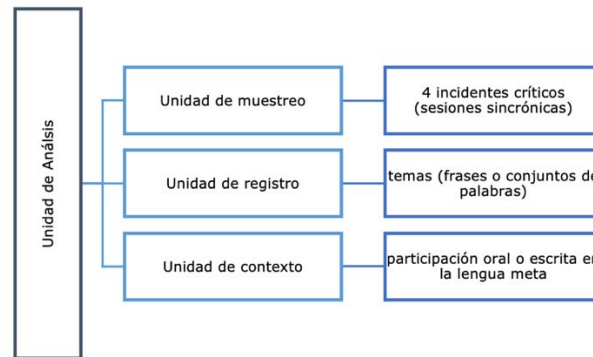 Unidad de Análsis
Unidad de muestreo
4 incidentes críticos
(sesiones sincrónicas)
Unidad de registro
temas (frases o conjuntos de
palabras)
Unidad de contexto
participación oral o escrita en
la lengua meta